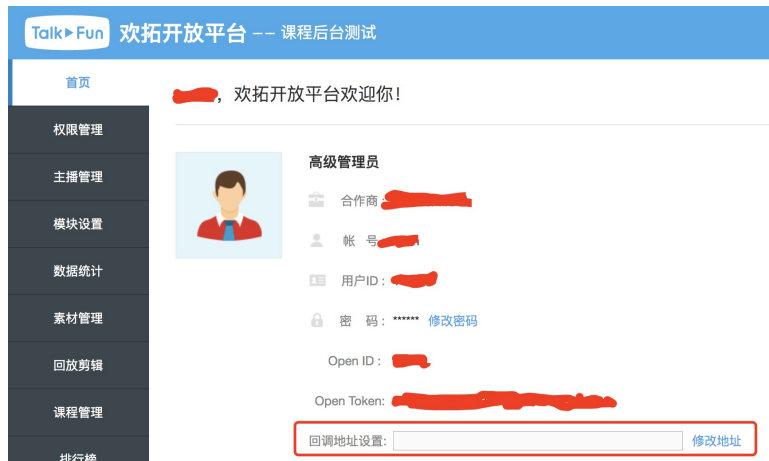 Talk Fun 欢拓开放平台 -- 课程后台测试
首页
，欢拓开放平台欢迎你！
权限管理
主播管理
模块设置
数据统计
素材管理
回放剪辑
课程管理
排行榜
高级管理员
合作商:
帐 号
用户ID :
密 码 : ****** 修改密码
Open ID :
Open Token:
回调地址设置: 修改地址